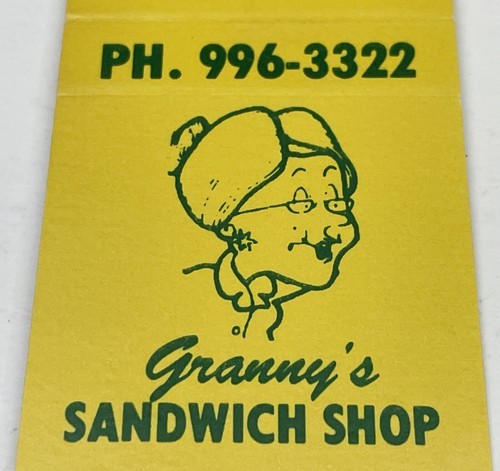 PH. 996-3322
Granny's
SANDWICH SHOP